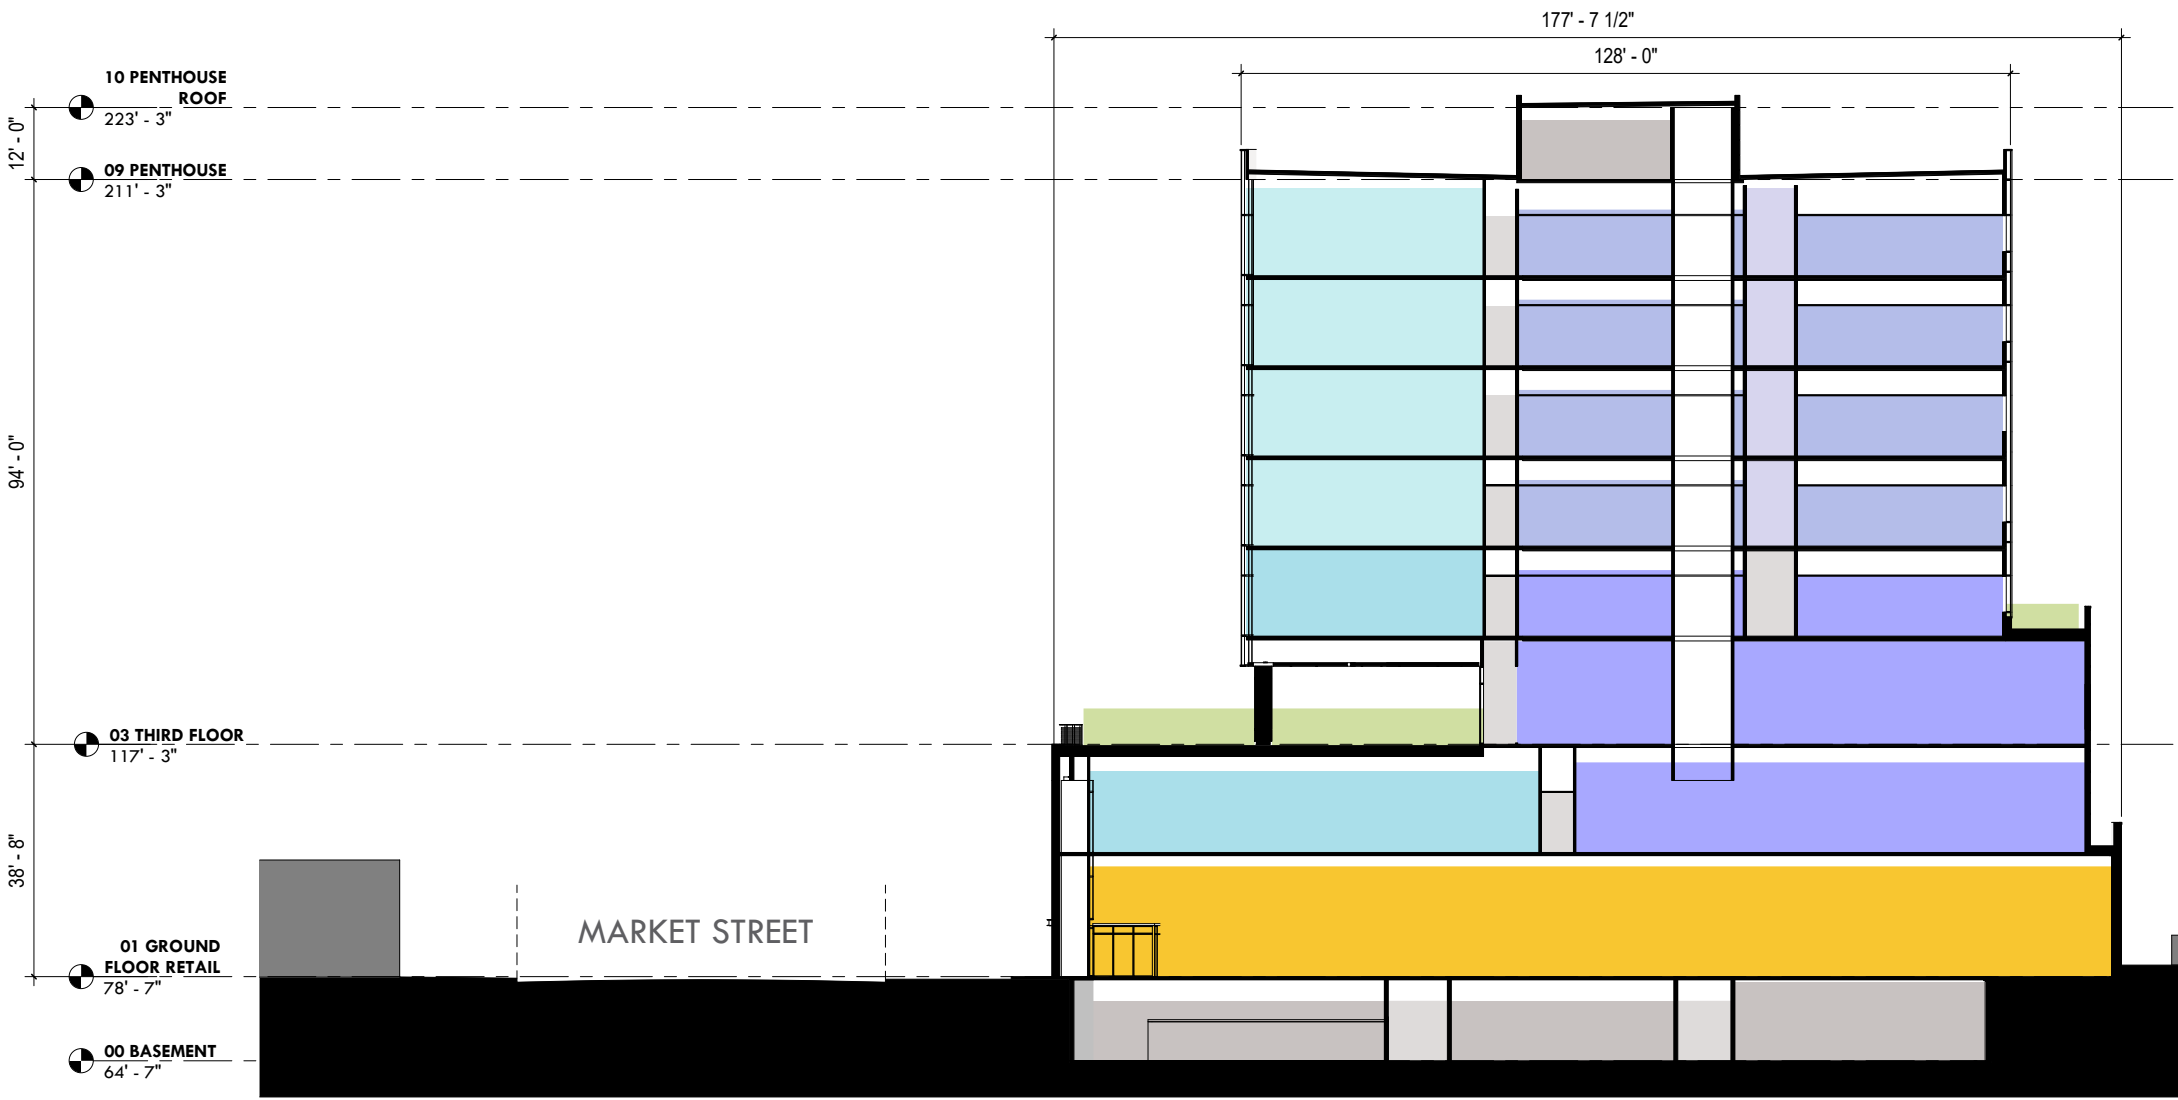 177' - 7 1/2"
128' - 0"
10 PENTHOUSE
ROOF
223' - 3"
12' - 0"
09 PENTHOUSE
211' - 3"
94' - 0"
03 THIRD FLOOR
117' - 3"
38' - 8"
MARKET STREET
01 GROUND
FLOOR RETAIL
78' - 7"
00 BASEMENT
64' - 7"